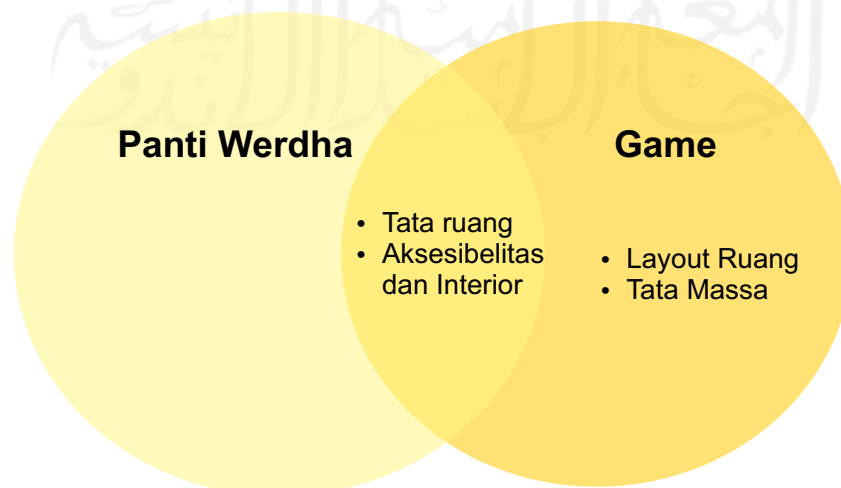 Panti Werdha
Game
• Tata ruang
• Aksesibelitas
dan Interior
• Layout Ruang
• Tata Massa